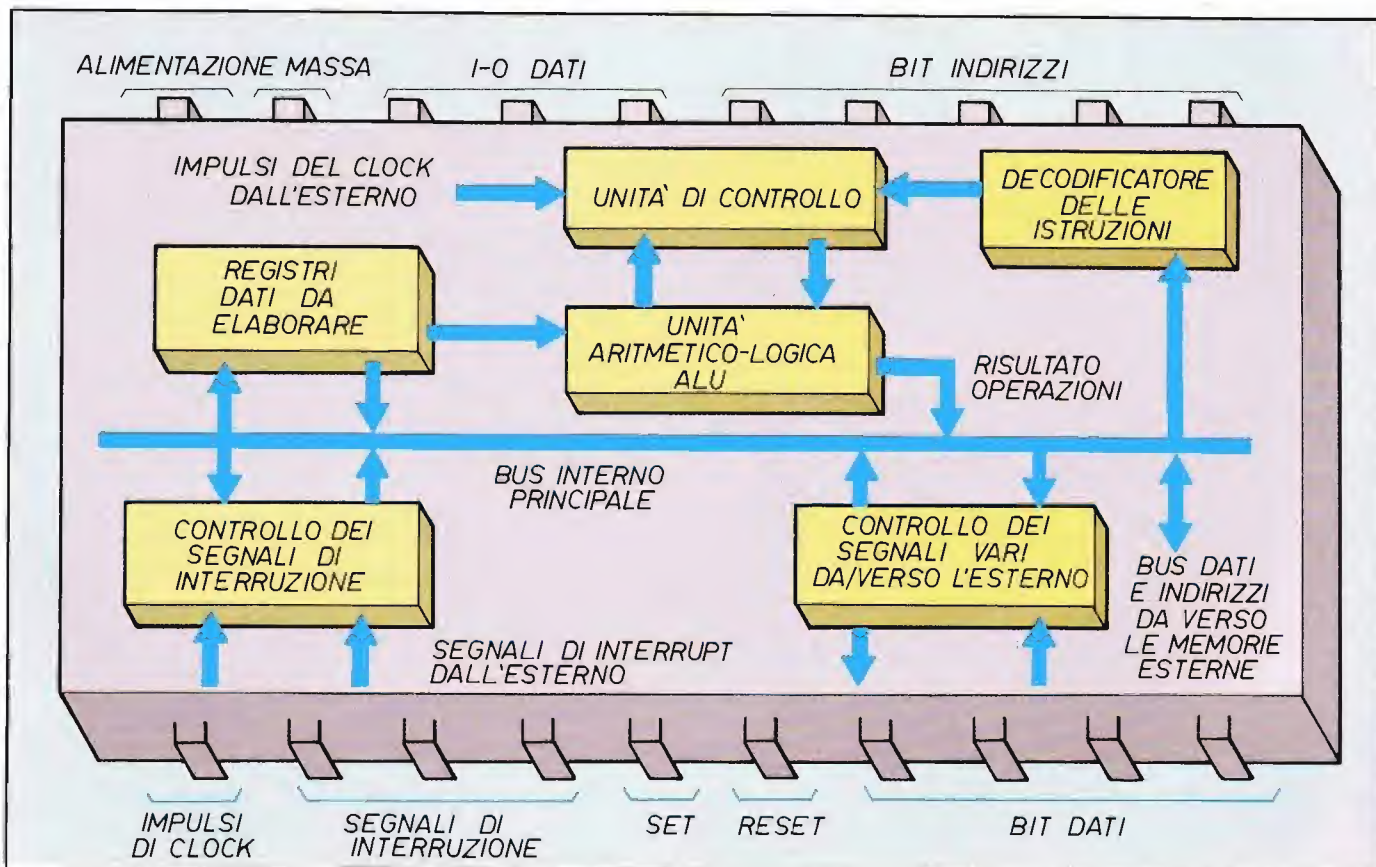 ALIMENTAZIONE MASSA
I-O DATI
BIT INDIRIZZI
IMPULSI DEL CLOCK
DALL'ESTERNO
UNITÀ DI CONTROLLO
DECODIFICATORE
DELLE
ISTRUZIONI
REGISTRI
DATI DA
ELABORARE
UNITÀ
ARITMETICO-LOGICA
ALU
RISULTATO
OPERAZIONI
BUS INTERNO
PRINCIPALE
CONTROLLO DEI
SEGNALI DI
INTERRUZIONE
CONTROLLO DEI
SEGNALI VARI
DA/VERSO L'ESTERNO
BUS DATI
E INDIRIZZI
DA VERSO
LE MEMORIE
ESTERNE
SEGNALI DI INTERRUPT
DALL'ESTERNO
IMPULSI
DI CLOCK
SEGNALI DI
INTERRUZIONE
SET
RESET
BIT DATI